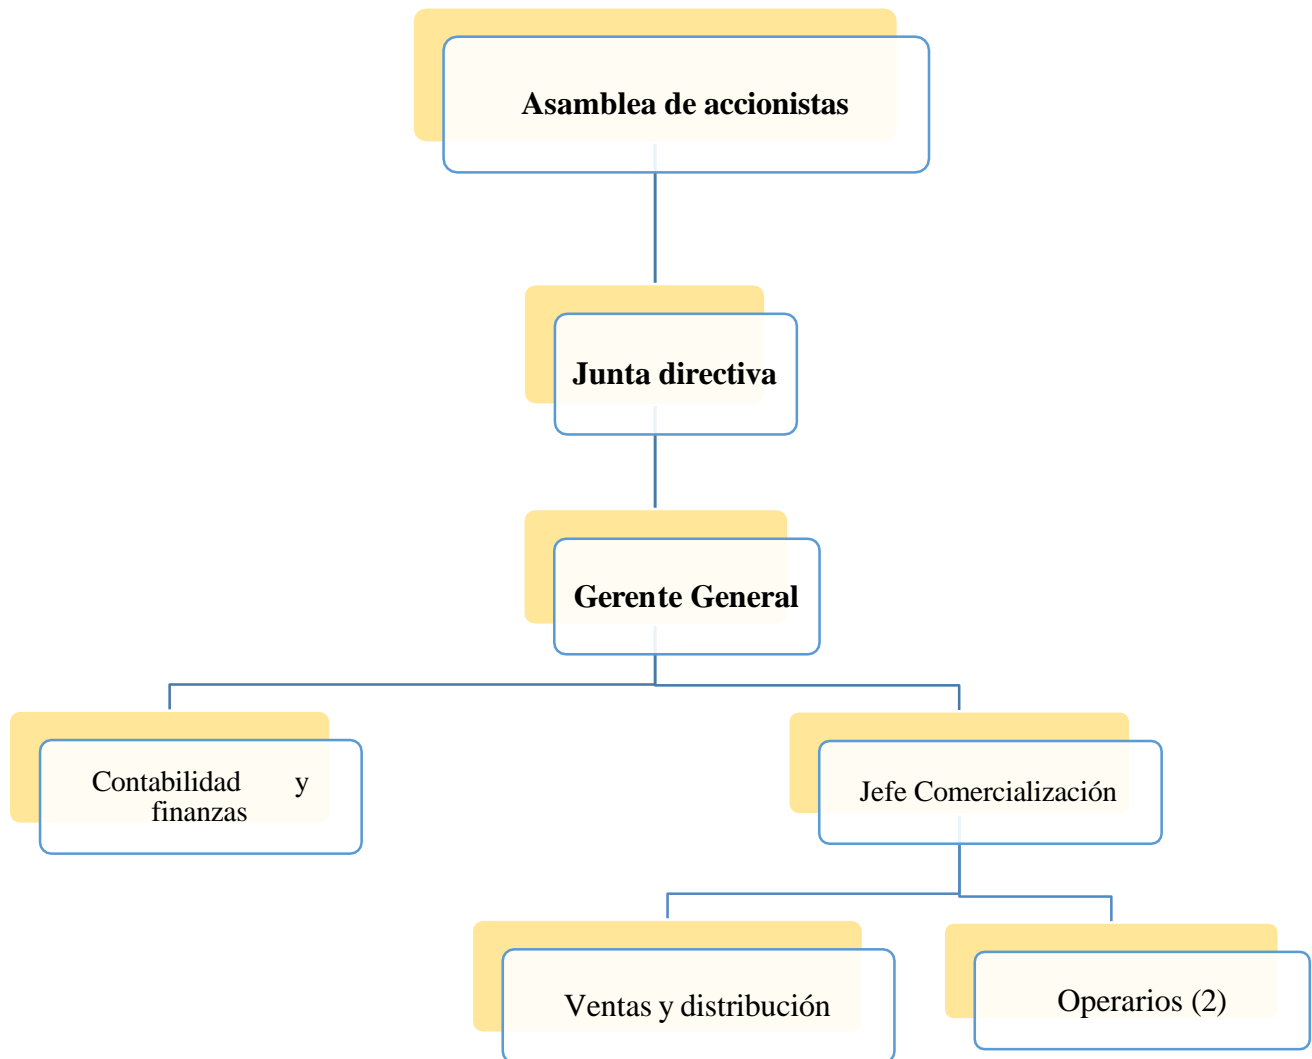 Asamblea de accionistas
Junta directiva
Gerente General
Contabilidad y
finanzas
Jefe Comercialización
Ventas y distribución
Operarios (2)